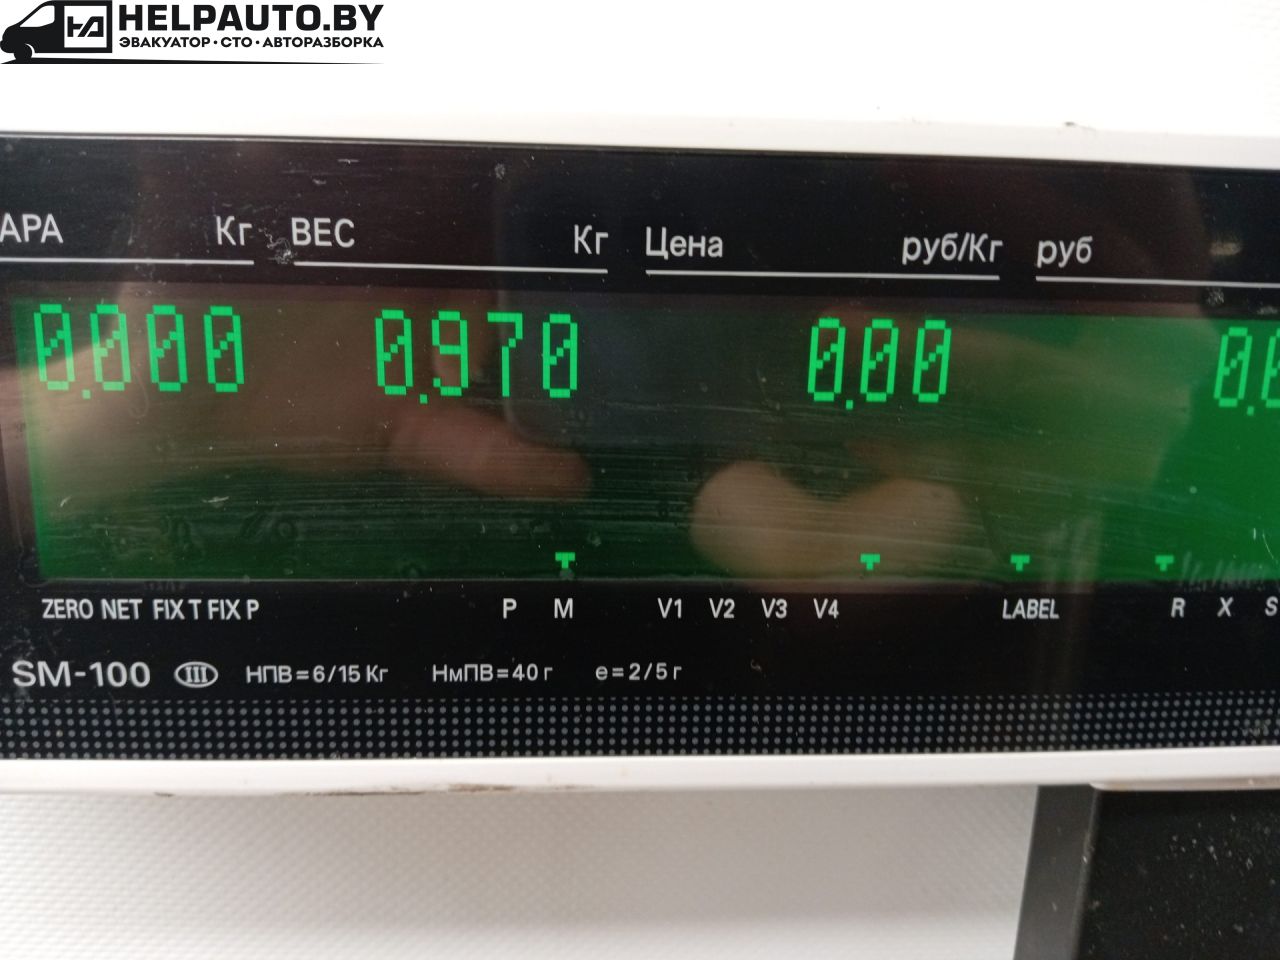 HELPAUTO.BY
ЭВАКУАТОР • СТО • АВТОРАЗБОРКА
АРА Кг ВЕС Кг Цена руб/Кг руб
0.000 0.970 0.00 0.0
ZERO NET FIX T FIX P P M V1 V2 V3 V4 LABEL R X S
SM-100 III НПВ=6/15 Кг НмПВ=40 г e=2/5 г